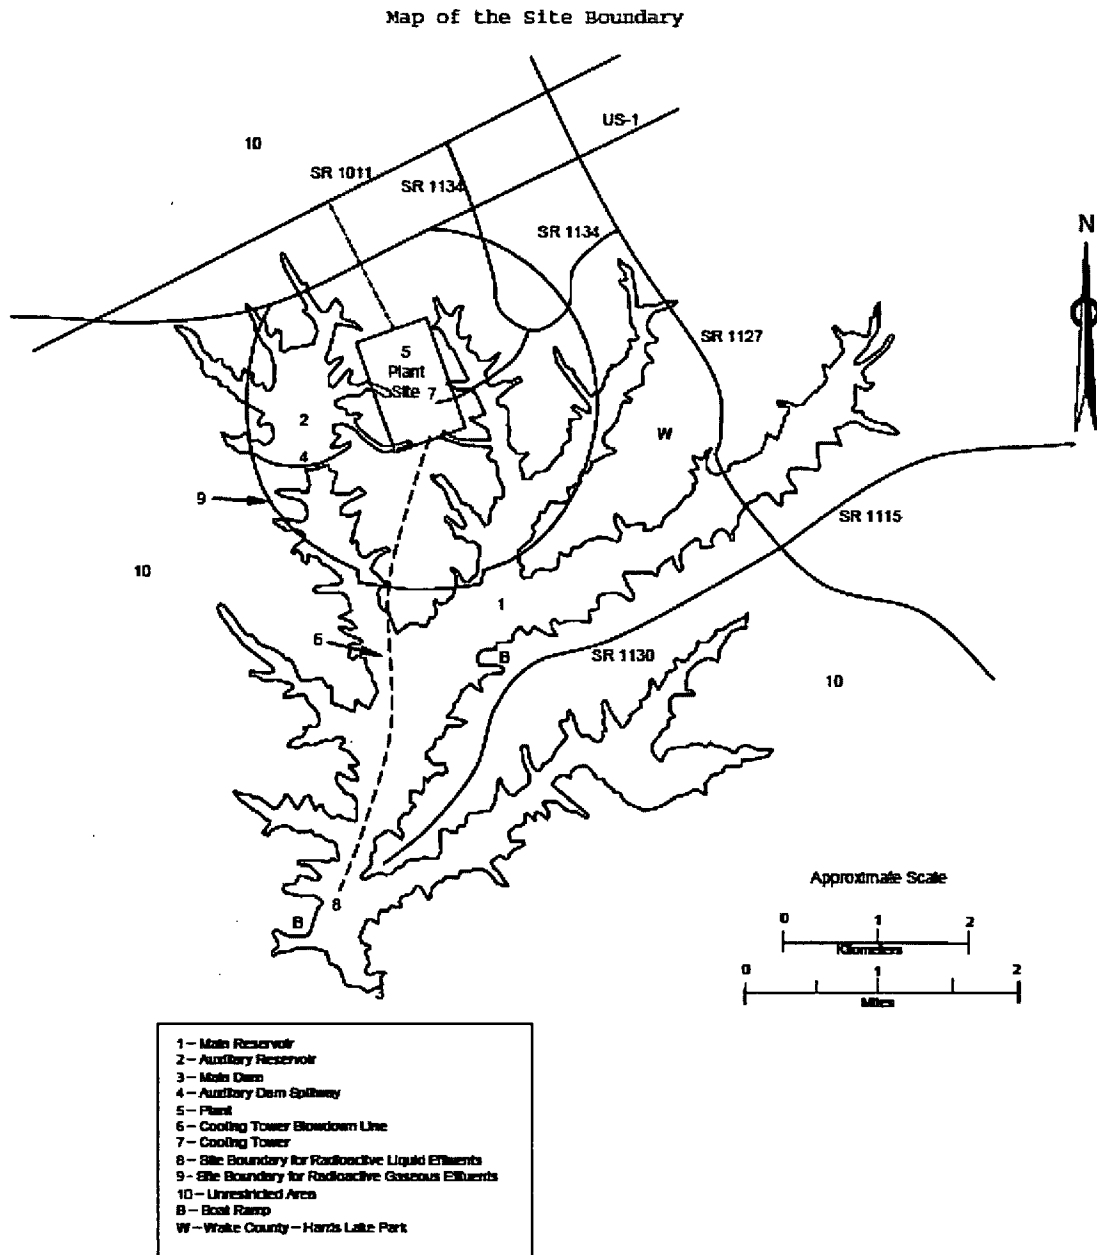 Map of the Site Boundary
US-1
10
SR 1011
SR 1134
SR 1134
N
SR 1127
5
Plant
Site 7
2
W
4
9
SR 1115
10
1
6
B
SR 1130
10
Approximate Scale
8
0 1 2
B
Kilometers
0 1 2
3
Miles
1 – Main Reservoir
2 – Auxiliary Reservoir
3 – Main Dam
4 – Auxiliary Dam Spillway
5 – Plant
6 – Cooling Tower Blowdown Line
7 – Cooling Tower
8 – Site Boundary for Radioactive Liquid Effluents
9 - Site Boundary for Radioactive Gaseous Effluents
10 – Unrestricted Area
B – Boat Ramp
W – Wake County – Harris Lake Park